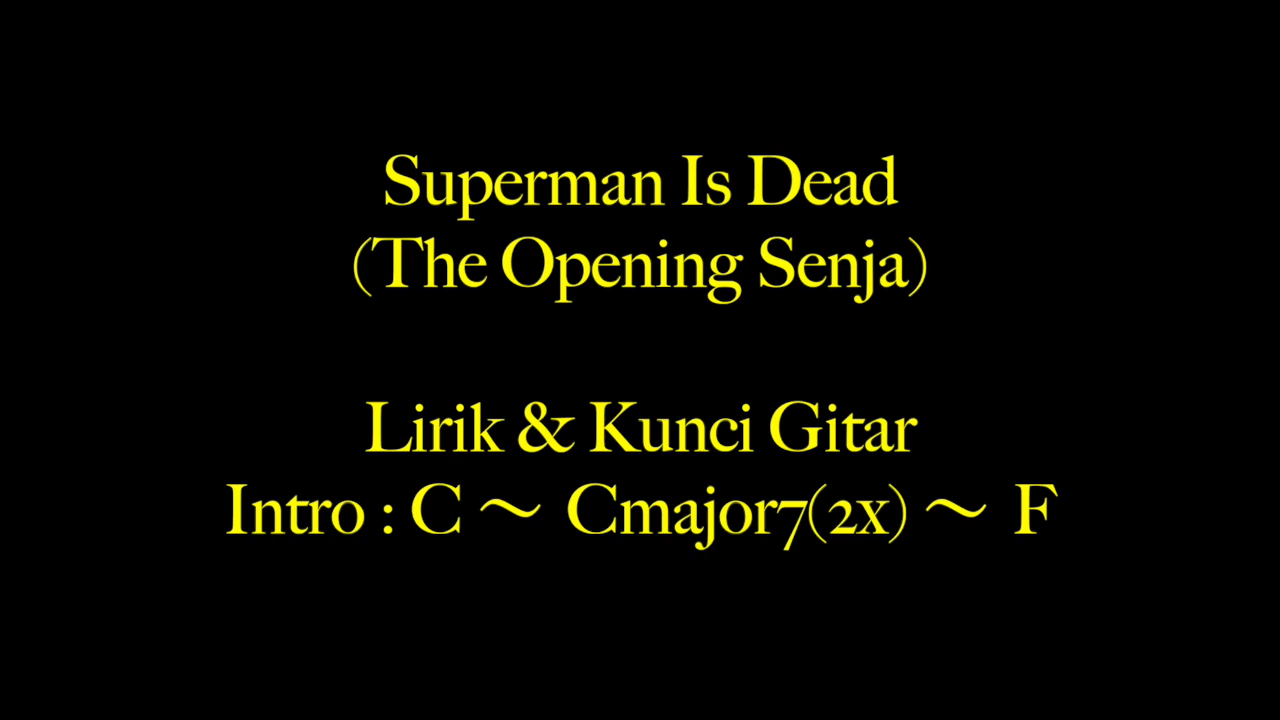 Superman Is Dead
(The Opening Senja)
Lirik & Kunci Gitar
Intro : C ~ Cmajor7(2x) ~ F